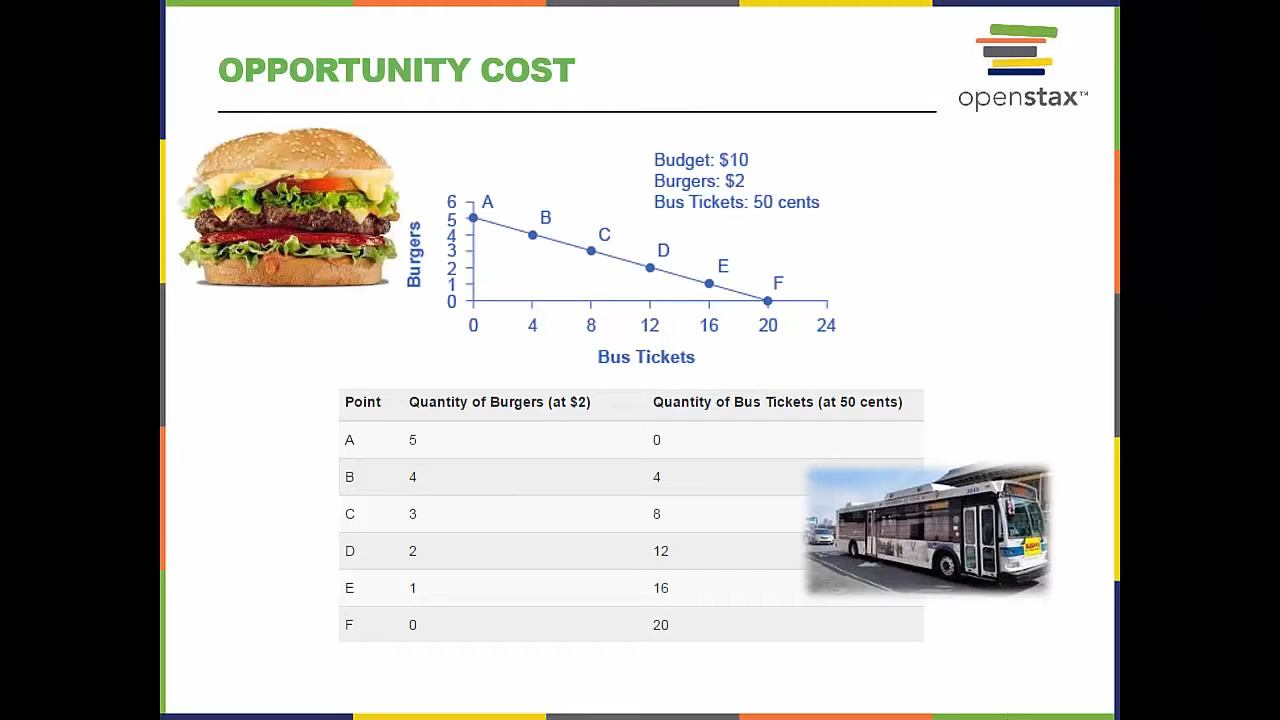 OPPORTUNITY COST
openstax™
Budget: $10
Burgers: $2
Bus Tickets: 50 cents
Burgers
6
5
4
3
2
1
0
A
B
C
D
E
F
0 4 8 12 16 20 24
Bus Tickets
Point Quantity of Burgers (at $2) Quantity of Bus Tickets (at 50 cents)
A 5 0
B 4 4
C 3 8
D 2 12
E 1 16
F 0 20